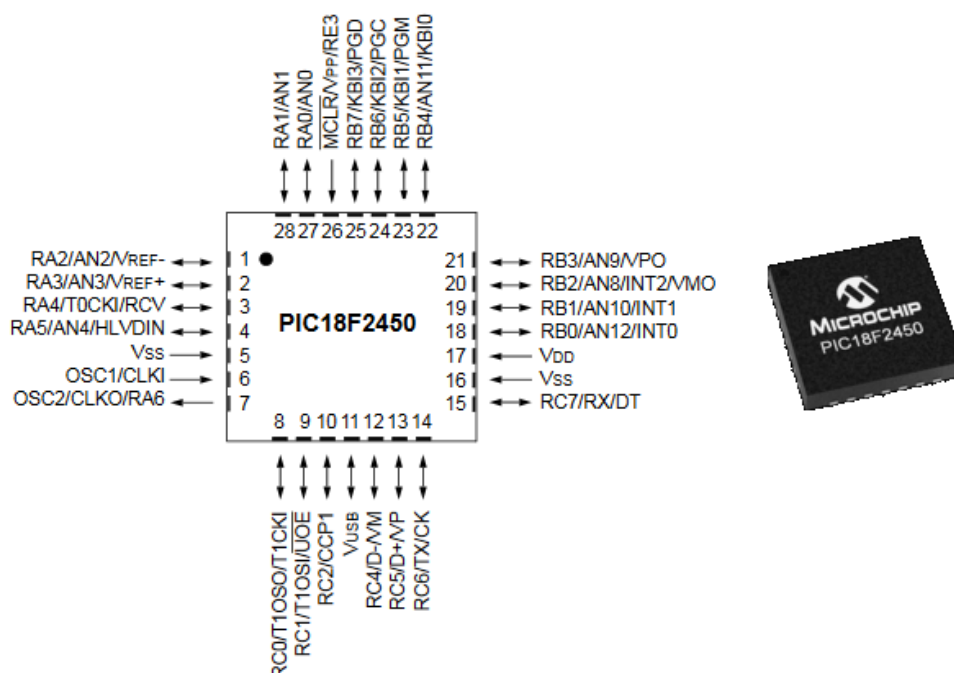 RA1/AN1
RA0/AN0
MCLR/VPP/RE3
RB7/KBI3/PGD
RB6/KBI2/PGC
RB5/KBI1/PGM
RB4/AN11/KBI0
28 27 26 25 24 23 22
RA2/AN2/VREF- 1
RA3/AN3/VREF+ 2
RA4/T0CKI/RCV 3
RA5/AN4/HLVDIN 4
VSS 5
OSC1/CLKI 6
OSC2/CLKO/RA6 7
PIC18F2450
21 RB3/AN9/VPO
20 RB2/AN8/INT2/VMO
19 RB1/AN10/INT1
18 RB0/AN12/INT0
17 VDD
16 VSS
15 RC7/RX/DT
8 9 10 11 12 13 14
RC0/T1OSO/T1CKI
RC1/T1OSI/UOE
RC2/CCP1
VUSB
RC4/D-/VM
RC5/D+/VP
RC6/TX/CK
MICROCHIP
PIC18F2450